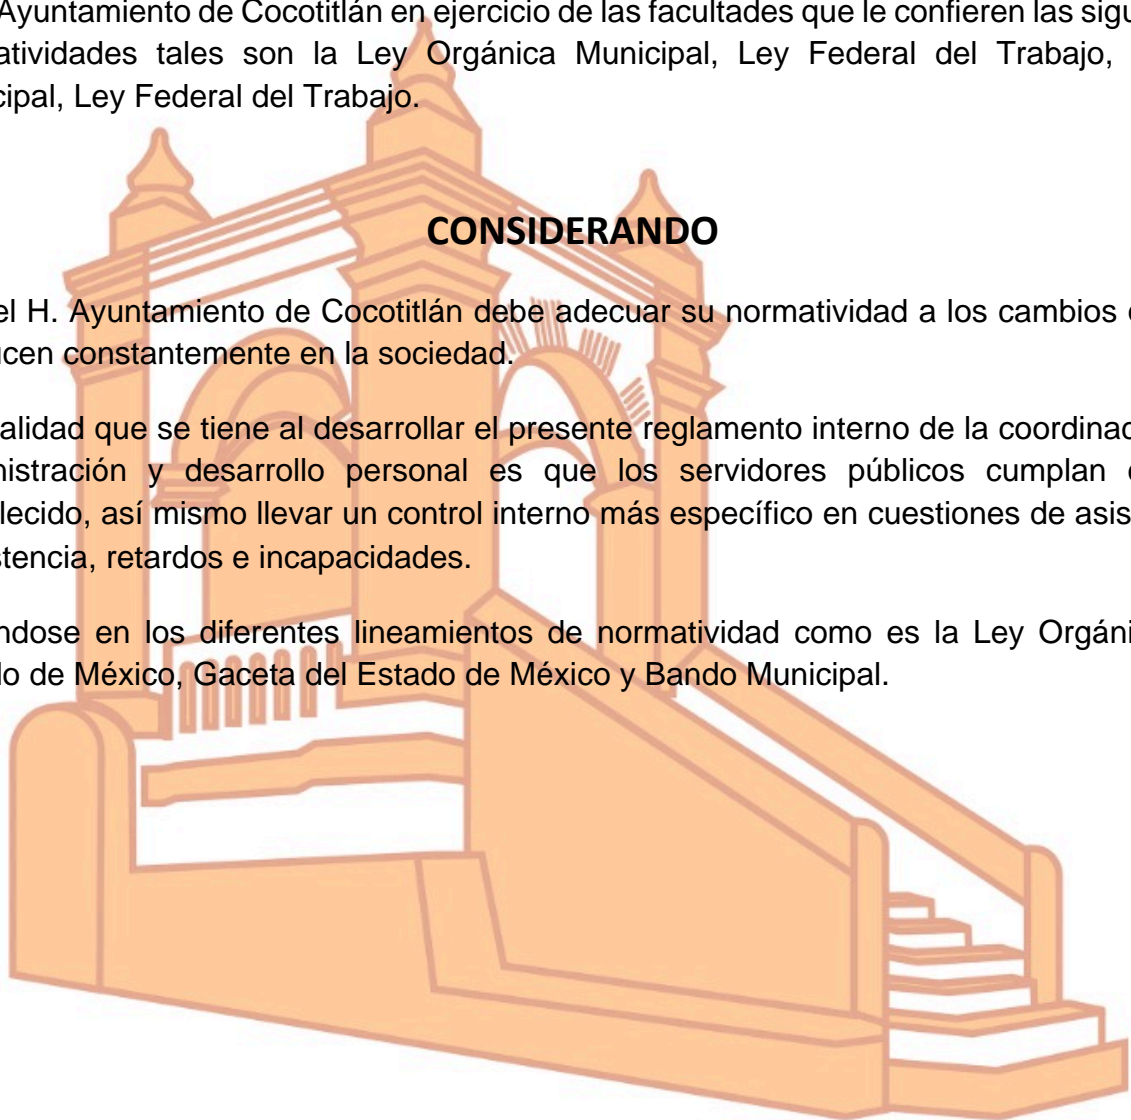 Ayuntamiento de Cocotitlán en ejercicio de las facultades que le confieren las sigu
atividades tales son la Ley Orgánica Municipal, Ley Federal del Trabajo,
cipal, Ley Federal del Trabajo.
CONSIDERANDO
el H. Ayuntamiento de Cocotitlán debe adecuar su normatividad a los cambios
ucen constantemente en la sociedad.
alidad que se tiene al desarrollar el presente reglamento interno de la coordinac
nistración y desarrollo personal es que los servidores públicos cumplan
lecido, así mismo llevar un control interno más específico en cuestiones de asis
stencia, retardos e incapacidades.
ndose en los diferentes lineamientos de normatividad como es la Ley Orgáni
do de México, Gaceta del Estado de México y Bando Municipal.